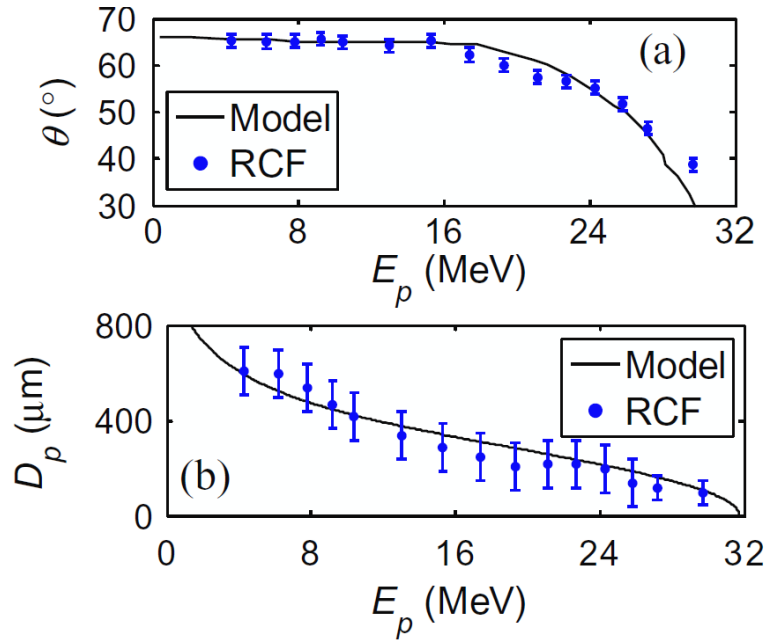 70
(a)
60
θ (°)
50
Model
40
RCF
30
0 8 16 24 32
E_p (MeV)
800
Model
RCF
D_p (μm)
400
(b)
0
0 8 16 24 32
E_p (MeV)